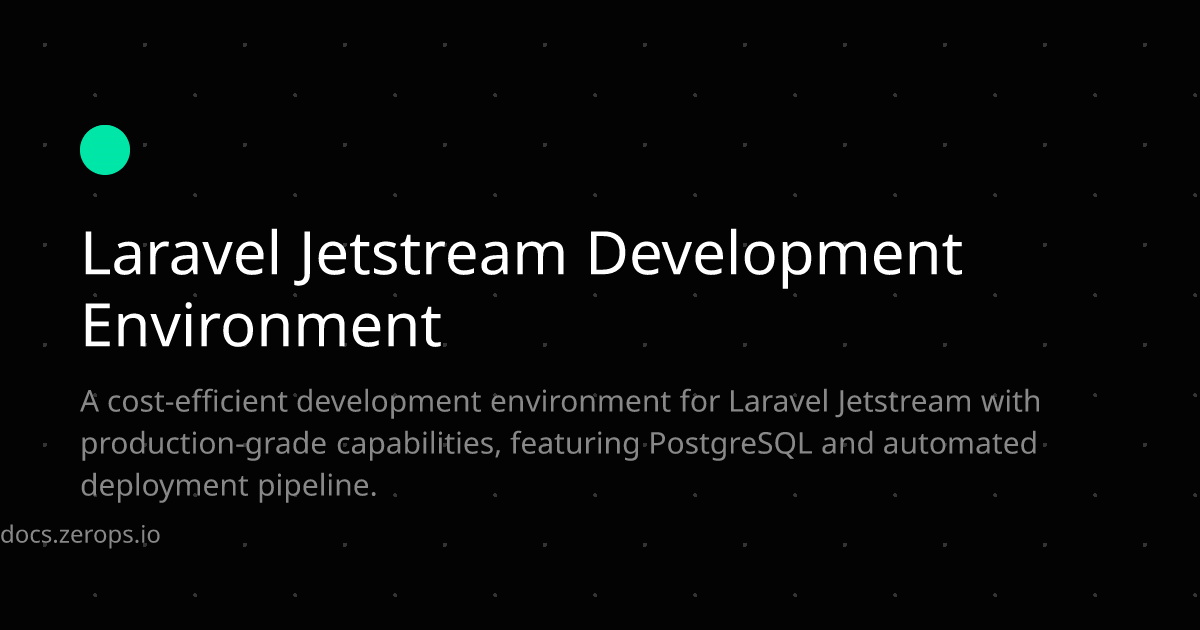 Laravel Jetstream Development
Environment
A cost-efficient development environment for Laravel Jetstream with
production-grade capabilities, featuring PostgreSQL and automated
deployment pipeline.
docs.zerops.io